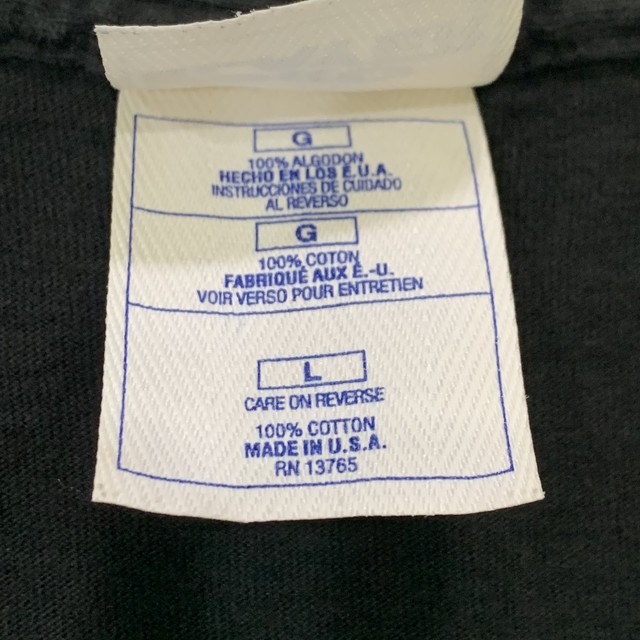 G
100% ALGODON
HECHO EN LOS E.U.A.
INSTRUCCIONES DE CUIDADO
AL REVERSO
G
100% COTON
FABRIQUÉ AUX É.-U.
VOIR VERSO POUR ENTRETIEN
L
CARE ON REVERSE
100% COTTON
MADE IN U.S.A.
RN 13765